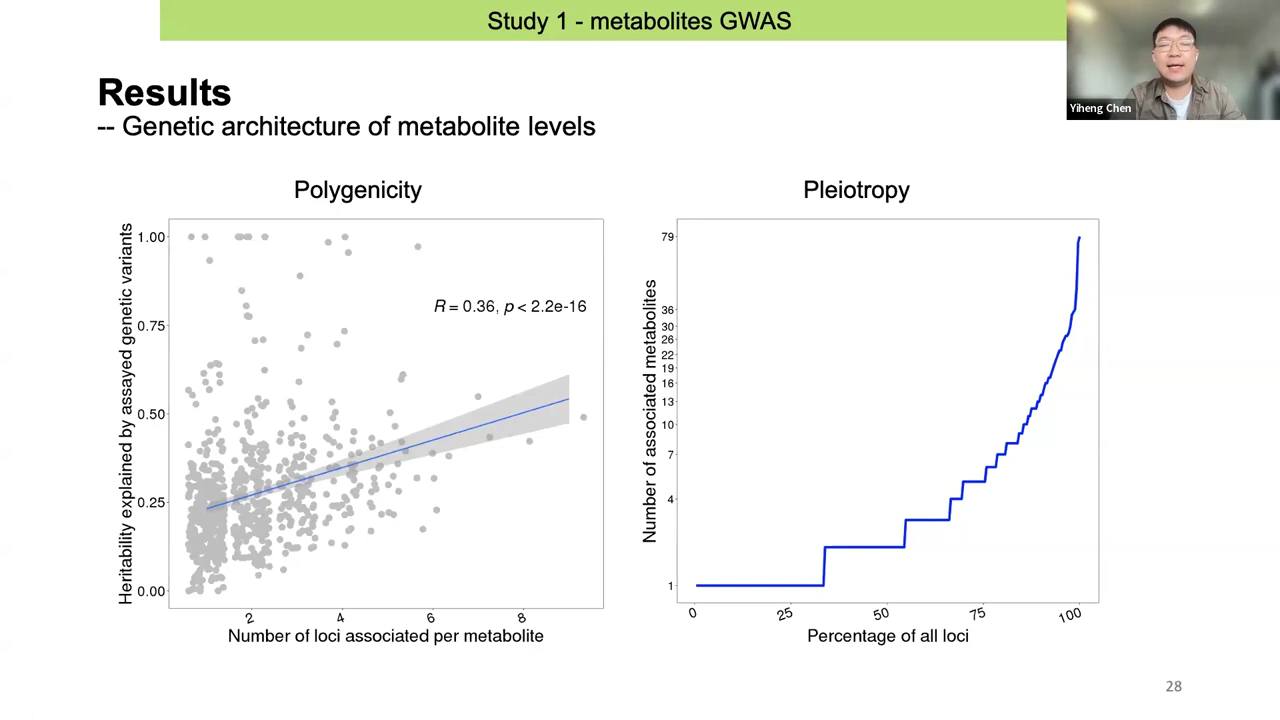 Study 1 - metabolites GWAS
Yiheng Chen
Results
-- Genetic architecture of metabolite levels
Polygenicity
Heritability explained by assayed genetic variants
1.00
0.75
0.50
0.25
0.00
R = 0.36, p < 2.2e-16
2 4 6 8
Number of loci associated per metabolite
Pleiotropy
Number of associated metabolites
79
36
30
26
22
19
16
13
10
7
4
1
0 25 50 75 100
Percentage of all loci
28